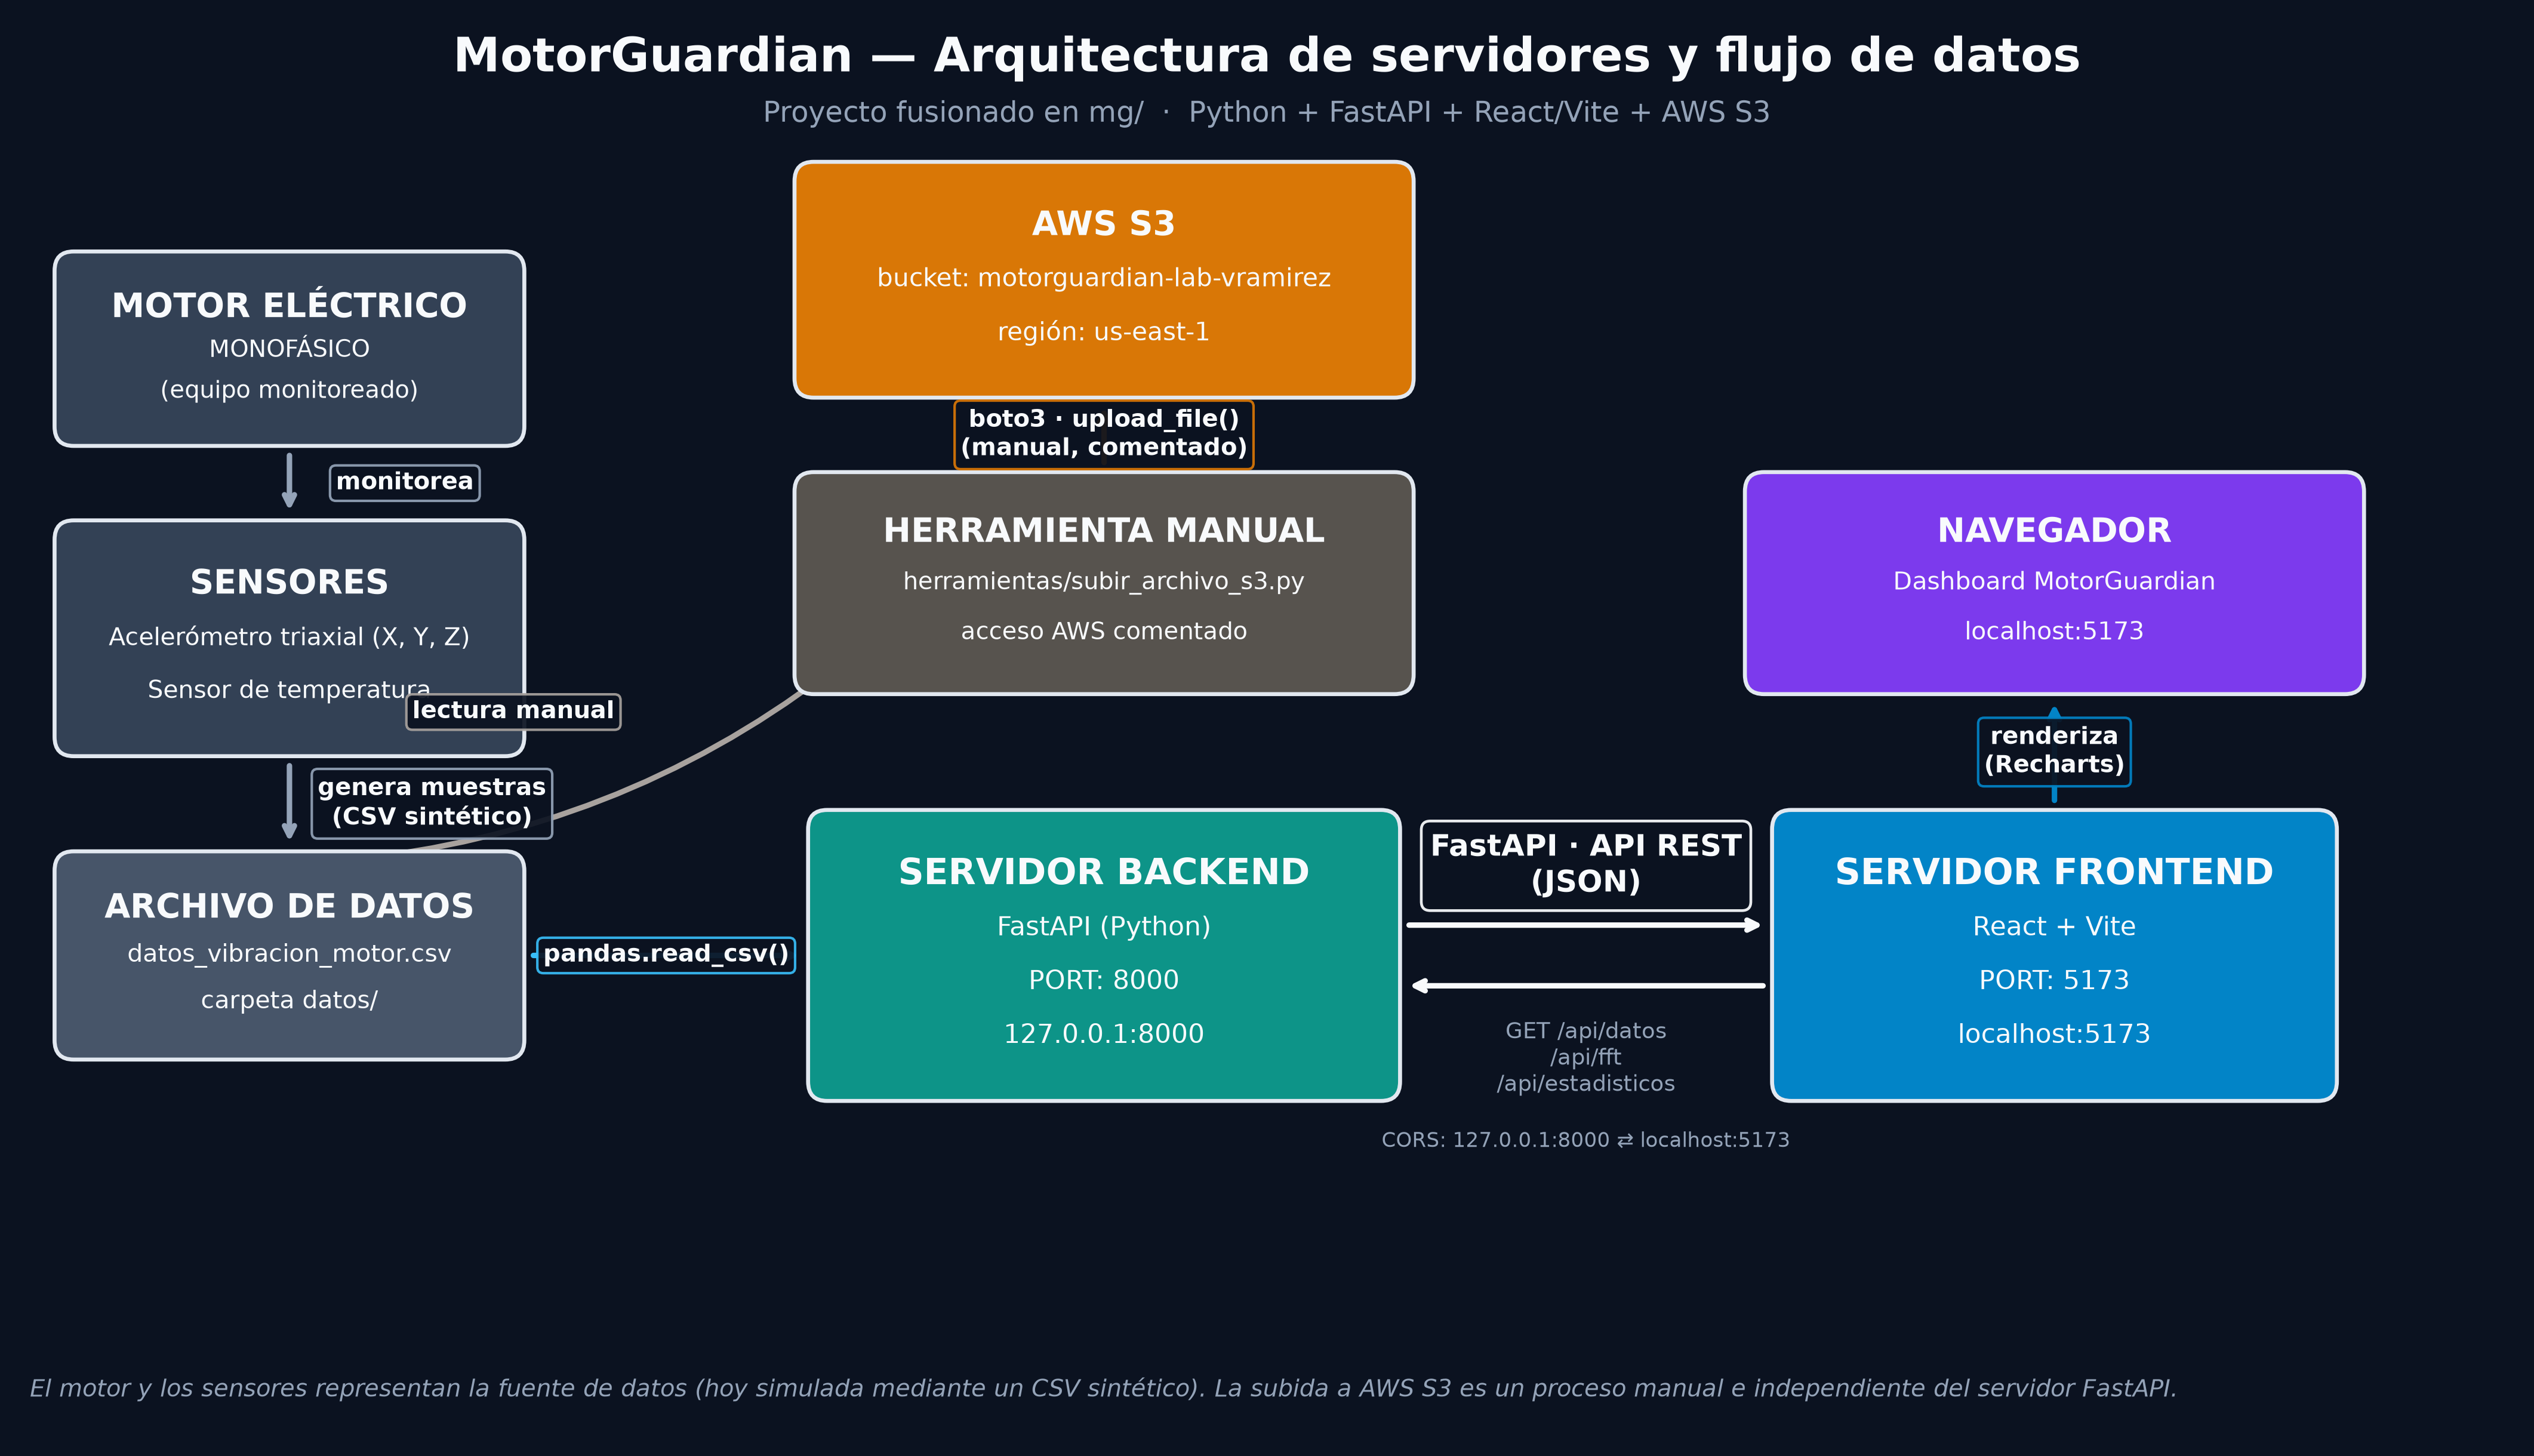 MotorGuardian — Arquitectura de servidores y flujo de datos
Proyecto fusionado en mg/  ·  Python + FastAPI + React/Vite + AWS S3
AWS S3
bucket: motorguardian-lab-vramirez
región: us-east-1
MOTOR ELÉCTRICO
MONOFÁSICO
(equipo monitoreado)
boto3 · upload_file()
(manual, comentado)
monitorea
HERRAMIENTA MANUAL
herramientas/subir_archivo_s3.py
acceso AWS comentado
NAVEGADOR
Dashboard MotorGuardian
localhost:5173
SENSORES
Acelerómetro triaxial (X, Y, Z)
Sensor de temperatura
lectura manual
renderiza
(Recharts)
genera muestras
(CSV sintético)
ARCHIVO DE DATOS
datos_vibracion_motor.csv
carpeta datos/
pandas.read_csv()
SERVIDOR BACKEND
FastAPI (Python)
PORT: 8000
127.0.0.1:8000
FastAPI · API REST
(JSON)
GET /api/datos
/api/fft
/api/estadisticos
SERVIDOR FRONTEND
React + Vite
PORT: 5173
localhost:5173
CORS: 127.0.0.1:8000 ⇄ localhost:5173
El motor y los sensores representan la fuente de datos (hoy simulada mediante un CSV sintético). La subida a AWS S3 es un proceso manual e independiente del servidor FastAPI.